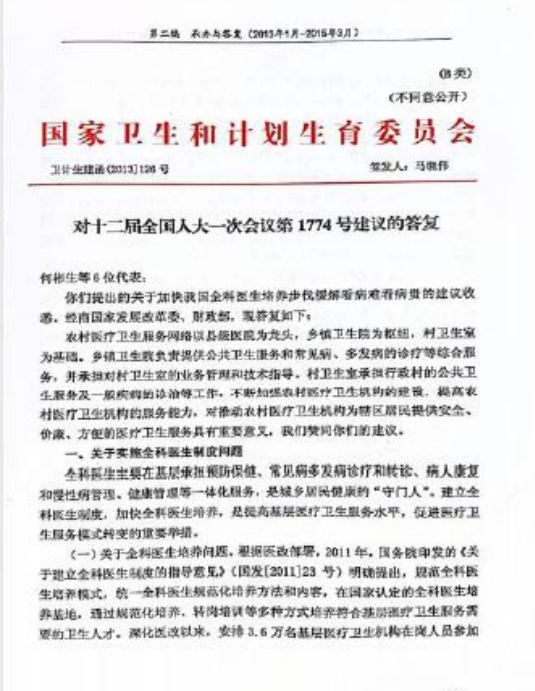 第二编 承办与答复（2013年1月-2015年3月）
（B类）
（不同意公开）
国家卫生和计划生育委员会
卫计生建函〔2013〕126号 签发人：马晓伟
对十二届全国人大一次会议第1774号建议的答复
何彬生等6位代表：
你们提出的关于加快我国全科医生培养步伐缓解看病难看病贵的建议收
悉，经商国家发展改革委、财政部，现答复如下：
农村医疗卫生服务网络以县级医院为龙头，乡镇卫生院为枢纽，村卫生室
为基础。乡镇卫生院负责提供公共卫生服务和常见病、多发病的诊疗等综合服
务，并承担对村卫生室的业务管理和技术指导。村卫生室承担行政村的公共卫
生服务及一般疾病的诊治等工作。不断加强农村医疗卫生机构的建设，提高农
村医疗卫生机构的服务能力，对推动农村医疗卫生机构为辖区居民提供安全、
价廉、方便的医疗卫生服务具有重要意义，我们赞同你们的建议。
一、关于实施全科医生制度问题
全科医生主要在基层承担预防保健、常见病多发病诊疗和转诊、病人康复
和慢性病管理、健康管理等一体化服务，是城乡居民健康的“守门人”。建立全
科医生制度，加快全科医生培养，是提高基层医疗卫生服务水平，促进医疗卫
生服务模式转变的重要举措。
（一）关于全科医生培养问题。根据医改部署，2011年，国务院印发的《关
于建立全科医生制度的指导意见》（国发[2011]23号）明确提出，规范全科医
生培养模式，统一全科医生规范化培养方法和内容，在国家认定的全科医生培
养基地，通过规范化培养、转岗培训等多种方式培养符合基层医疗卫生服务需
要的卫生人才。深化医改以来，安排3.6万名基层医疗卫生机构在岗人员参加